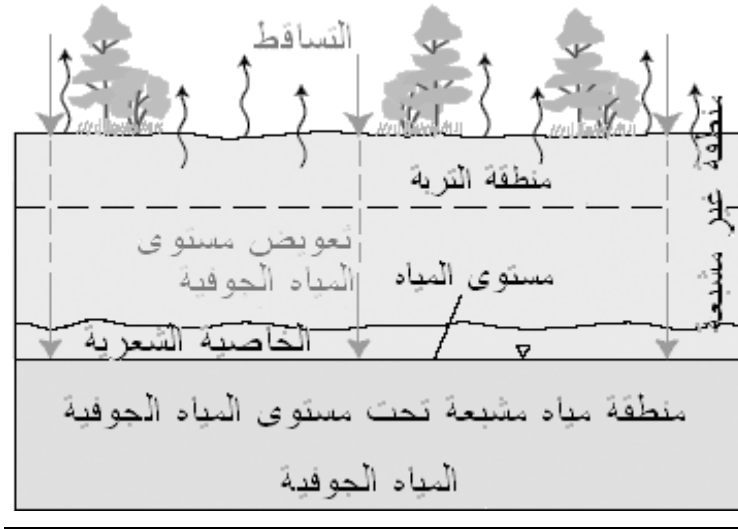 التساقط
منطقة غير مشبعة
منطقة التربة
تعويض مستوى
المياه الجوفية
مستوى المياه
الخاصية الشعرية
منطقة مياه مشبعة تحت مستوى المياه الجوفية
المياه الجوفية